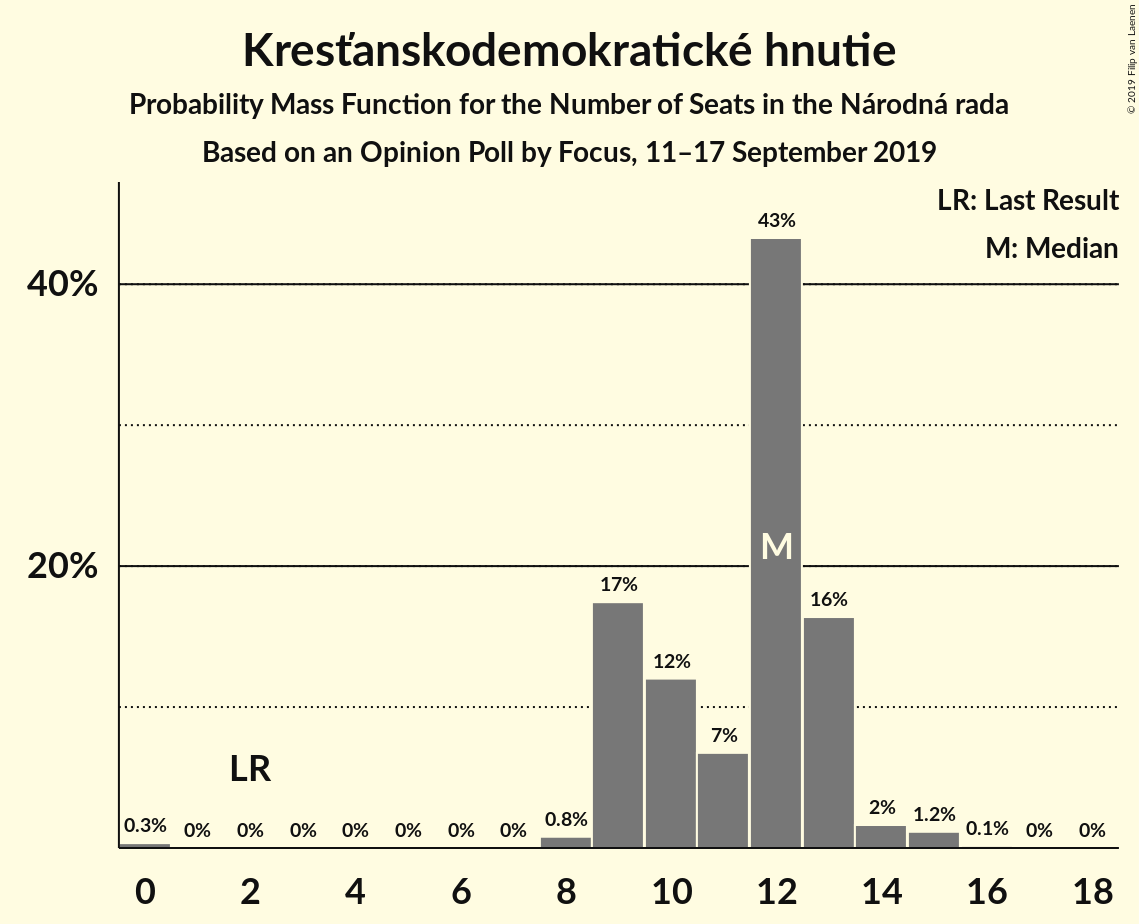 Kresťanskodemokratické hnutie
Probability Mass Function for the Number of Seats in the Národná rada
Based on an Opinion Poll by Focus, 11–17 September 2019
© 2019 Filip van Laenen
LR: Last Result
M: Median
43%
40%
M
20%
17%
16%
12%
7%
LR
0.3% 0% 0% 0% 0% 0% 0% 0% 0.8% 2% 1.2% 0.1% 0% 0%
0 2 4 6 8 10 12 14 16 18